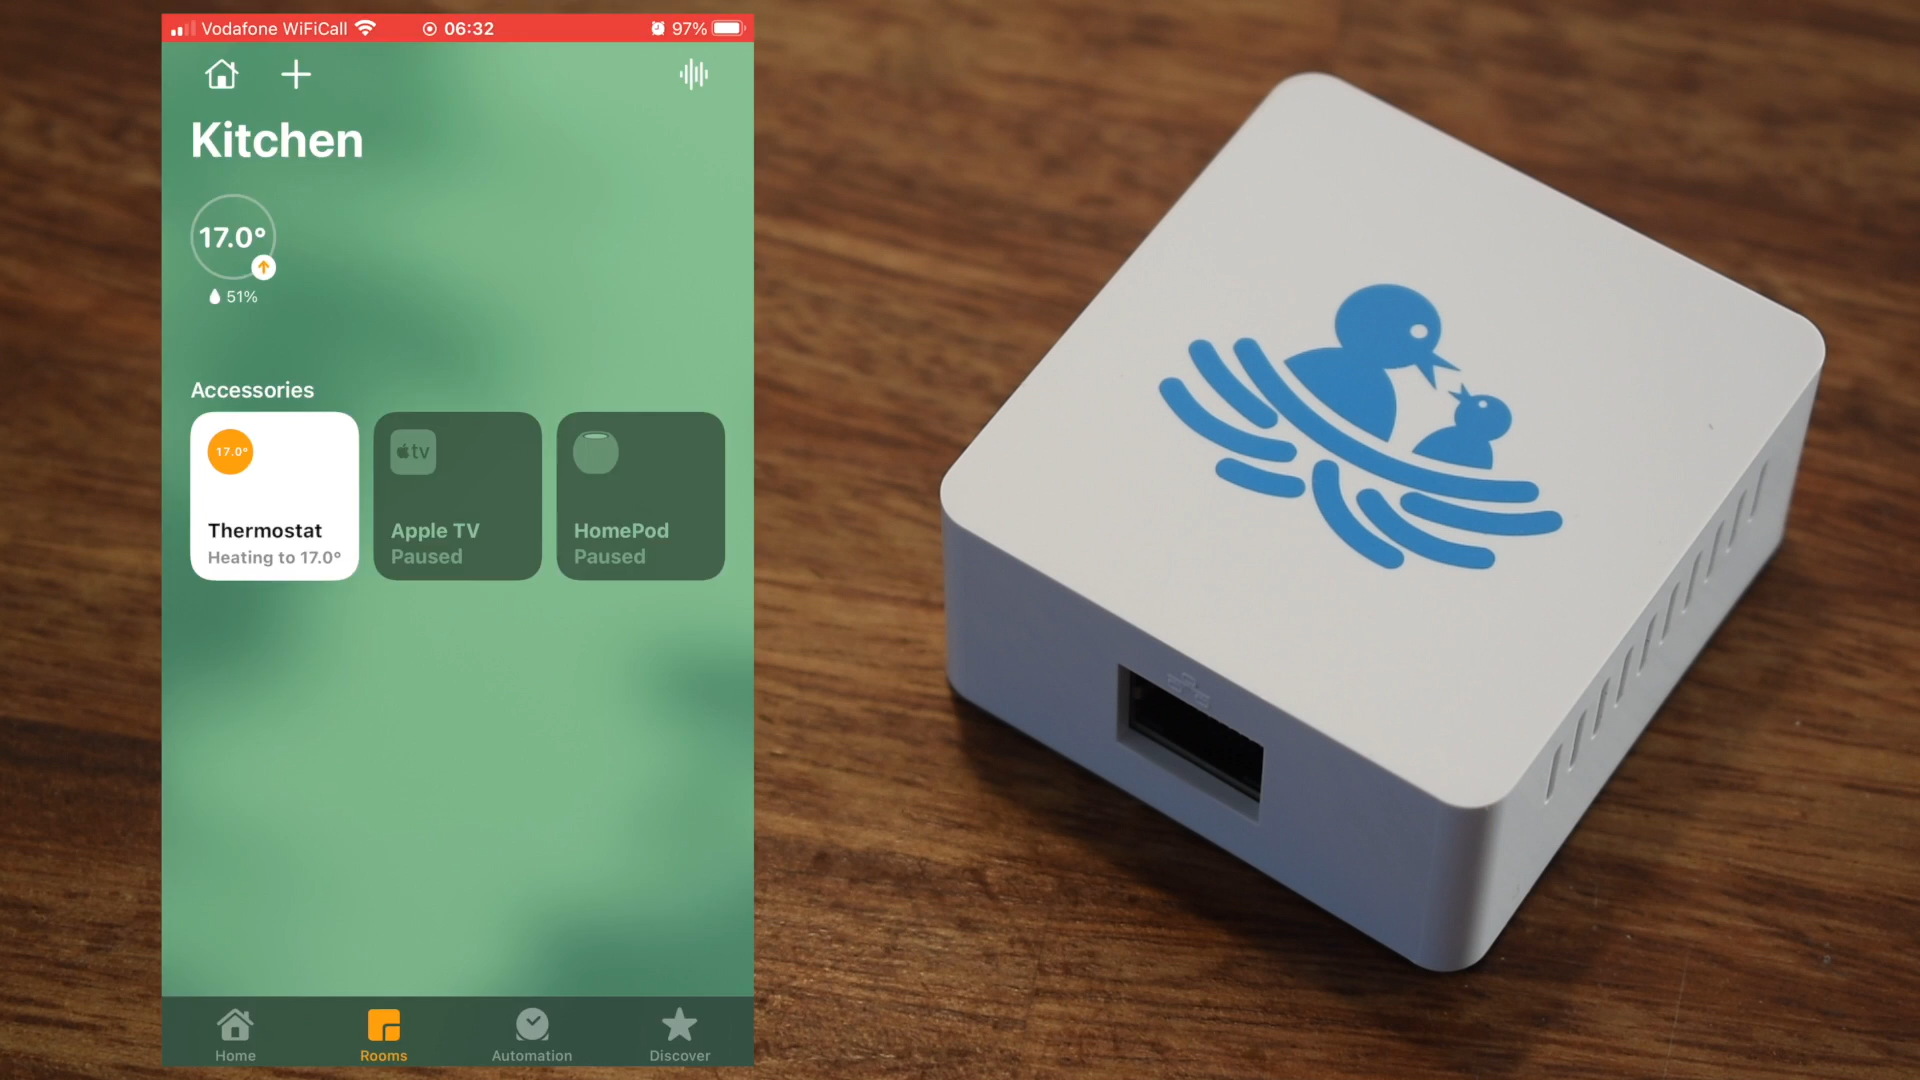 Vodafone WiFiCall 06:32 97%
Kitchen
17.0°
51%
Accessories
17.0°
Thermostat
Heating to 17.0°
tv
Apple TV
Paused
HomePod
Paused
Home
Rooms
Automation
Discover